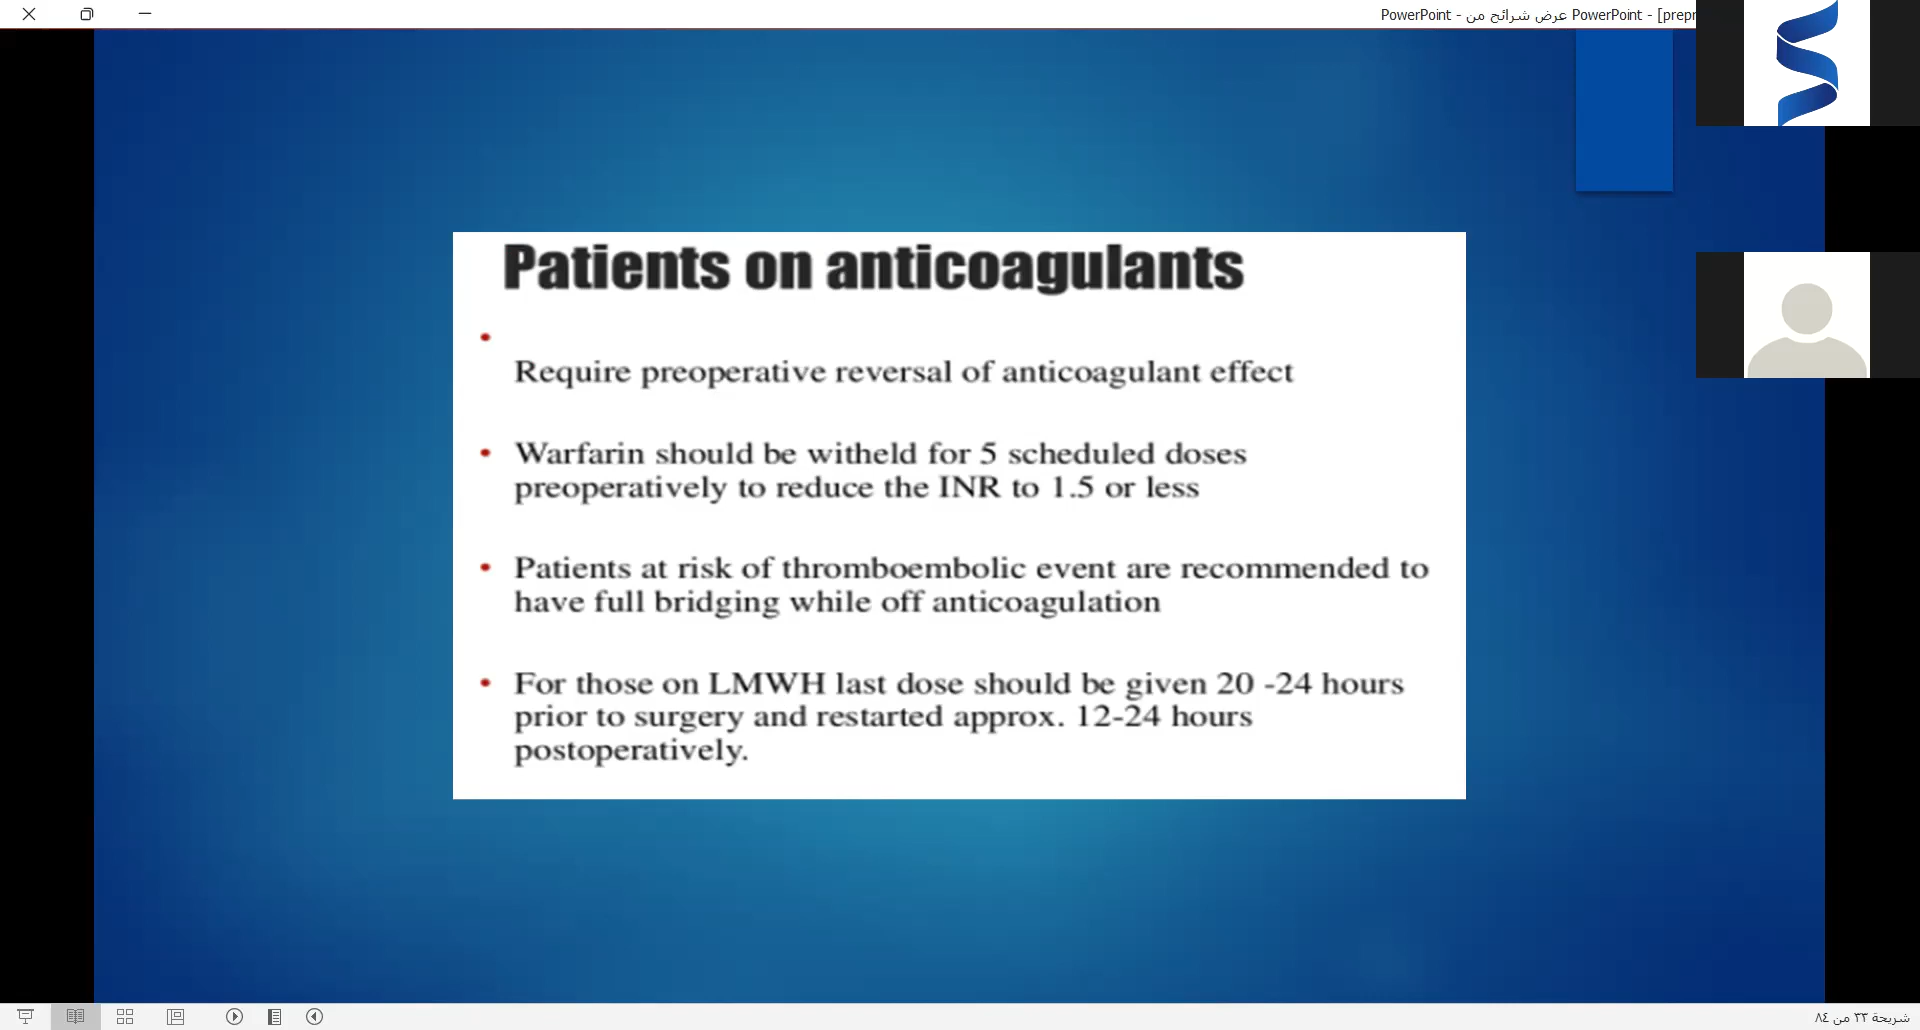 PowerPoint - عرض شرائح من PowerPoint - [prepr
Patients on anticoagulants
• Require preoperative reversal of anticoagulant effect
• Warfarin should be witheld for 5 scheduled doses
preoperatively to reduce the INR to 1.5 or less
• Patients at risk of thromboembolic event are recommended to
have full bridging while off anticoagulation
• For those on LMWH last dose should be given 20 -24 hours
prior to surgery and restarted approx. 12-24 hours
postoperatively.
شريحة ٣٣ من ٨٤